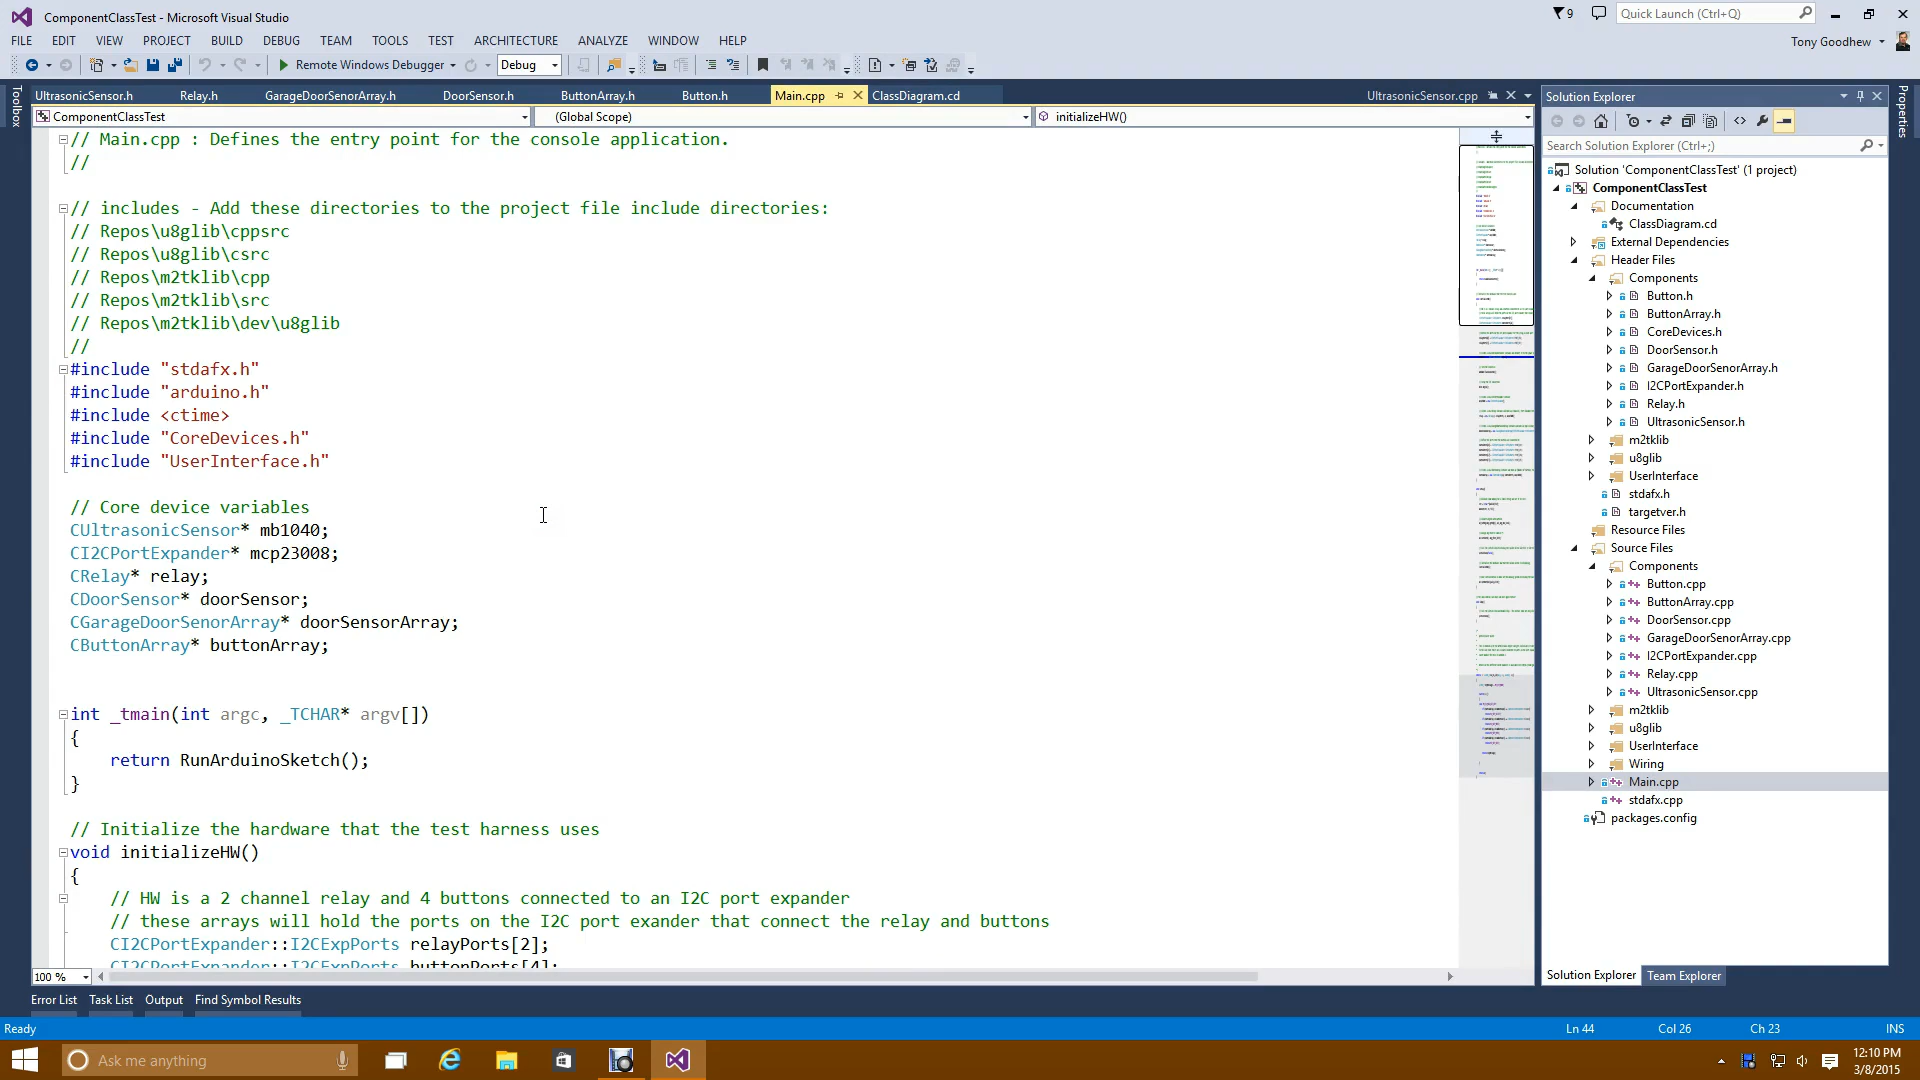 ComponentClassTest - Microsoft Visual Studio
9
Quick Launch (Ctrl+Q)
FILE EDIT VIEW PROJECT BUILD DEBUG TEAM TOOLS TEST ARCHITECTURE ANALYZE WINDOW HELP
Tony Goodhew
Remote Windows Debugger
Debug
Toolbox
UltrasonicSensor.h Relay.h GarageDoorSenorArray.h DoorSensor.h ButtonArray.h Button.h Main.cpp ClassDiagram.cd UltrasonicSensor.cpp
ComponentClassTest (Global Scope) initializeHW()
// Main.cpp : Defines the entry point for the console application.
//
// includes - Add these directories to the project file include directories:
// Repos\u8glib\cppsrc
// Repos\u8glib\csrc
// Repos\m2tklib\cpp
// Repos\m2tklib\src
// Repos\m2tklib\dev\u8glib
//
#include "stdafx.h"
#include "arduino.h"
#include <ctime>
#include "CoreDevices.h"
#include "UserInterface.h"
// Core device variables
CUltrasonicSensor* mb1040;
CI2CPortExpander* mcp23008;
CRelay* relay;
CDoorSensor* doorSensor;
CGarageDoorSenorArray* doorSensorArray;
CButtonArray* buttonArray;
int _tmain(int argc, _TCHAR* argv[])
{
return RunArduinoSketch();
}
// Initialize the hardware that the test harness uses
void initializeHW()
{
// HW is a 2 channel relay and 4 buttons connected to an I2C port expander
// these arrays will hold the ports on the I2C port exander that connect the relay and buttons
CI2CPortExpander::I2CExpPorts relayPorts[2];
CI2CPortExpander::I2CExpPorts buttonPorts[4];
100 %
Solution Explorer
Search Solution Explorer (Ctrl+;)
Solution 'ComponentClassTest' (1 project)
ComponentClassTest
Documentation
ClassDiagram.cd
External Dependencies
Header Files
Components
Button.h
ButtonArray.h
CoreDevices.h
DoorSensor.h
GarageDoorSenorArray.h
I2CPortExpander.h
Relay.h
UltrasonicSensor.h
m2tklib
u8glib
UserInterface
stdafx.h
targetver.h
Resource Files
Source Files
Components
Button.cpp
ButtonArray.cpp
DoorSensor.cpp
GarageDoorSenorArray.cpp
I2CPortExpander.cpp
Relay.cpp
UltrasonicSensor.cpp
m2tklib
u8glib
UserInterface
Wiring
Main.cpp
stdafx.cpp
packages.config
Solution Explorer Team Explorer
Properties
Error List Task List Output Find Symbol Results
Ready Ln 44 Col 26 Ch 23 INS
Ask me anything
12:10 PM
3/8/2015